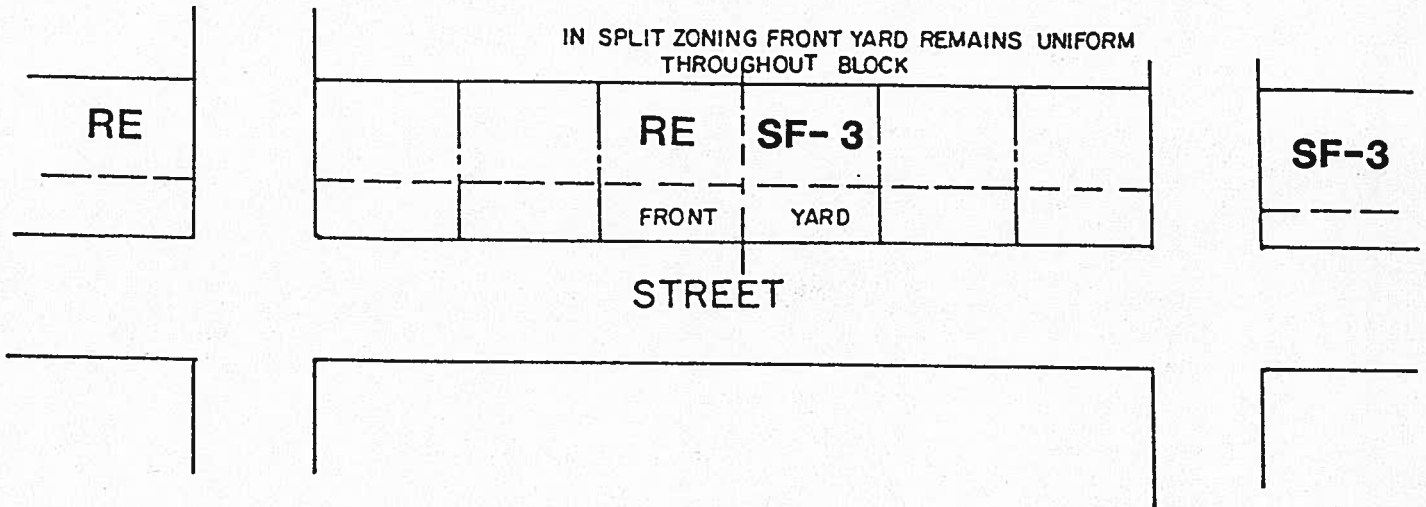 IN SPLIT ZONING FRONT YARD REMAINS UNIFORM
THROUGHOUT BLOCK
RE
RE
SF-3
SF-3
FRONT
YARD
STREET